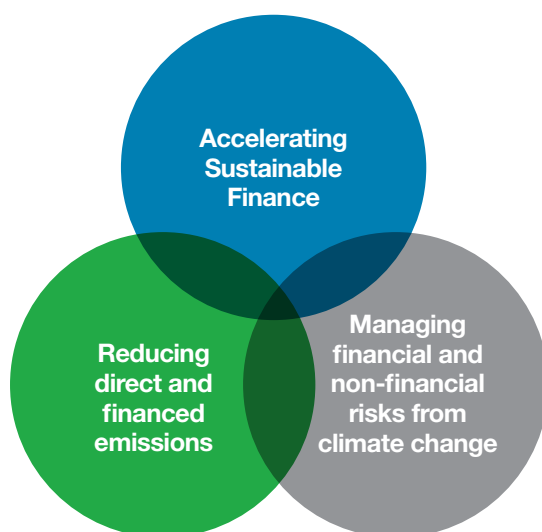 Accelerating
Sustainable
Finance
Reducing
direct and
financed
emissions
Managing
financial and
non-financial
risks from
climate change